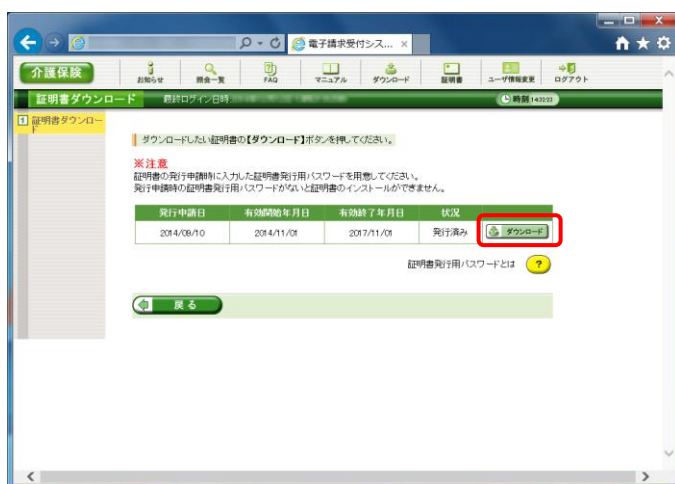 電子請求受付シス... ×
介護保険
お知らせ 照会一覧 FAQ マニュアル ダウンロード 証明書 ユーザ情報変更 ログアウト
証明書ダウンロード 最終ログイン日時: 時刻
1 証明書ダウンロー
ド
ダウンロードしたい証明書の【ダウンロード】ボタンを押してください。
※注意
証明書の発行申請時に入力した証明書発行用パスワードを用意してください。
発行申請時の証明書発行用パスワードがないと証明書のインストールができません。
発行申請日 有効開始年月日 有効終了年月日 状況
2014/09/10 2014/11/01 2017/11/01 発行済み ダウンロード
証明書発行用パスワードとは ?
戻る